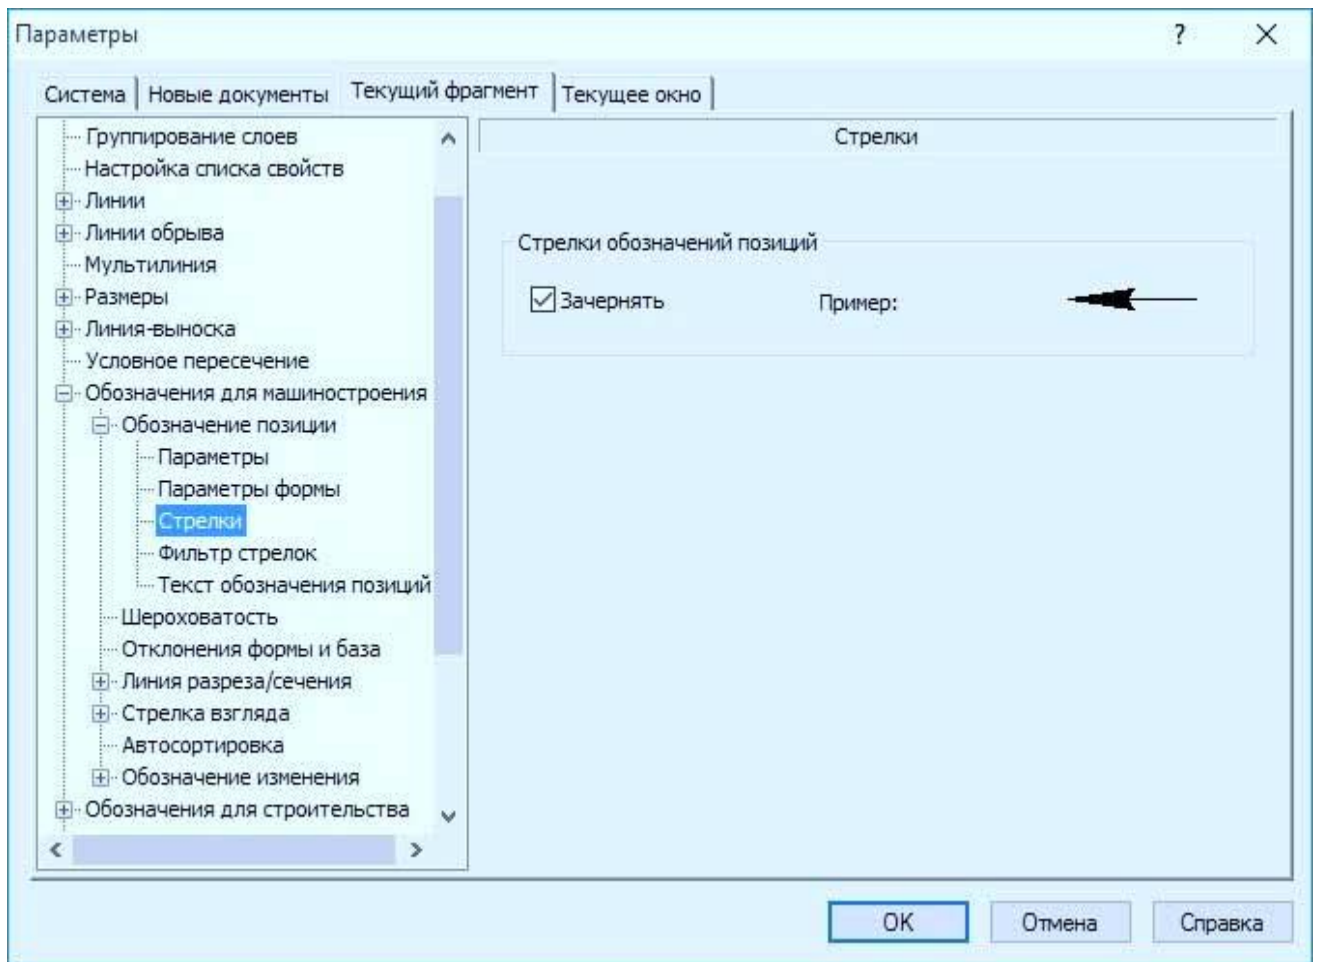 Параметры
?
Система
Новые документы
Текущий фрагмент
Текущее окно
Группирование слоев
Настройка списка свойств
Линии
Линии обрыва
Мультилиния
Размеры
Линия-выноска
Условное пересечение
Обозначения для машиностроения
Обозначение позиции
Параметры
Параметры формы
Стрелки
Фильтр стрелок
Текст обозначения позиций
Шероховатость
Отклонения формы и база
Линия разреза/сечения
Стрелка взгляда
Автосортировка
Обозначение изменения
Обозначения для строительства
Стрелки
Стрелки обозначений позиций
Зачернять
Пример:
OK
Отмена
Справка